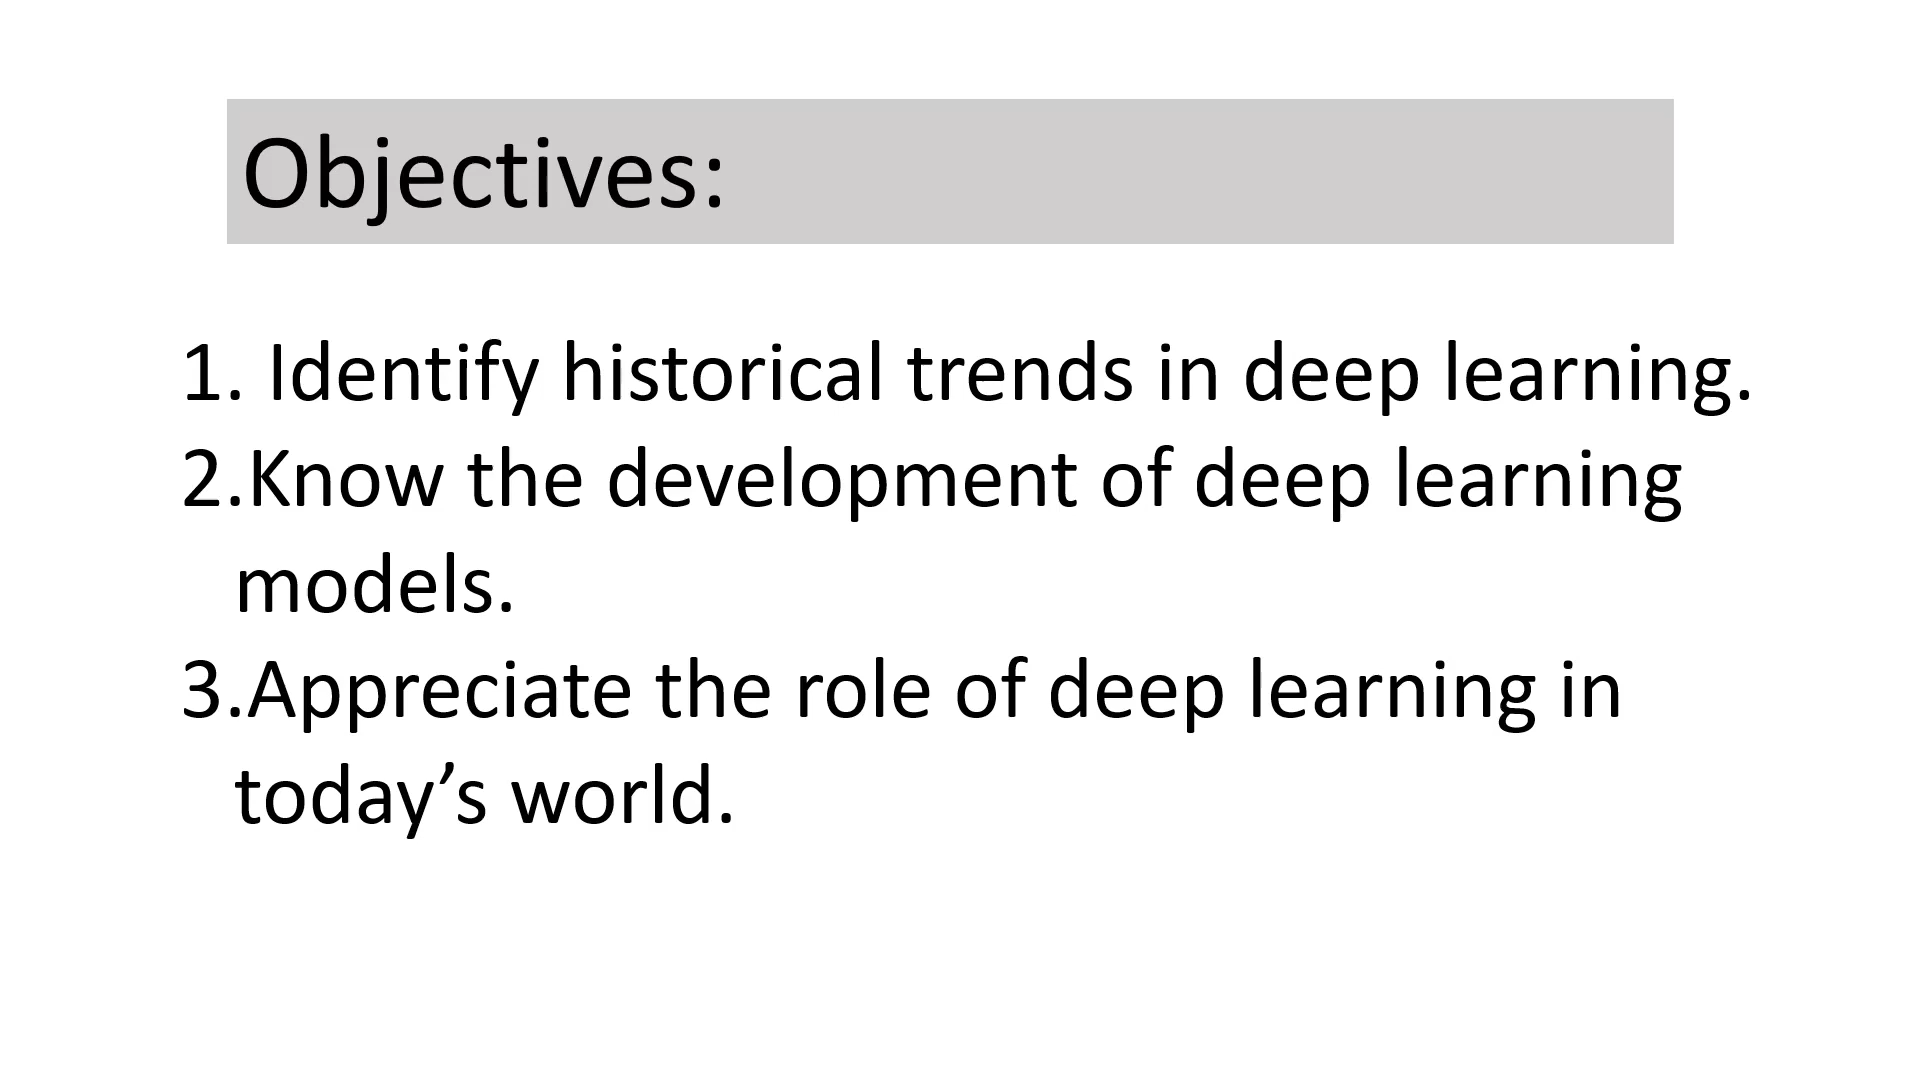 Objectives:
1. Identify historical trends in deep learning.
2.Know the development of deep learning
models.
3.Appreciate the role of deep learning in
today’s world.